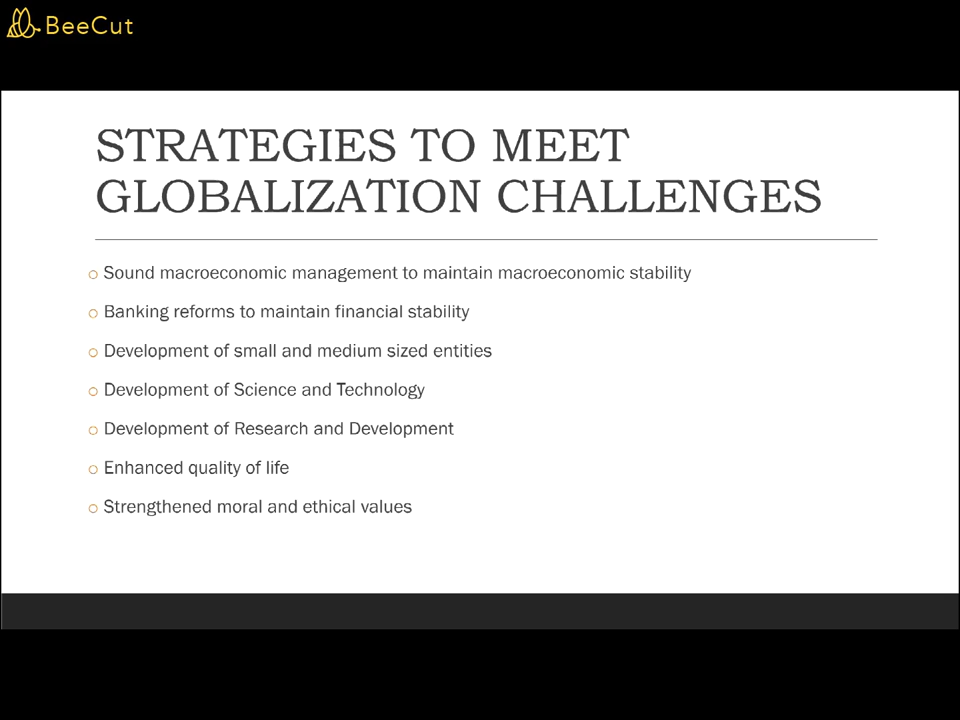 BeeCut
STRATEGIES TO MEET
GLOBALIZATION CHALLENGES
Sound macroeconomic management to maintain macroeconomic stability
Banking reforms to maintain financial stability
Development of small and medium sized entities
Development of Science and Technology
Development of Research and Development
Enhanced quality of life
Strengthened moral and ethical values